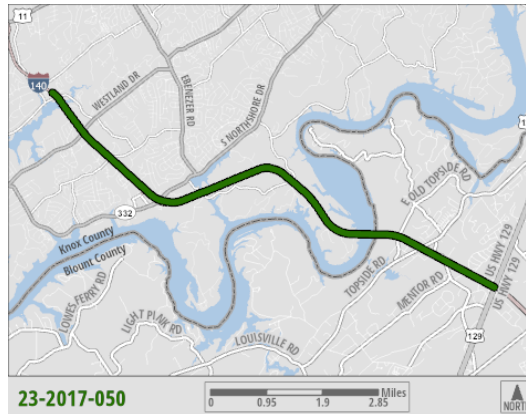 11
140
WESTLAND DR
EBENEZER RD
S NORTHSHORE DR
1
E OLD TOPSIDE RD
332
Knox County
Blount County
US HWY 129
US HWY 129
TOPSIDE RD
MENTOR RD
LOWES FERRY RD
LIGHT PINK RD
LOUISVILLE RD
129
23-2017-050
Miles
0 0.95 1.9 2.85
NORTH